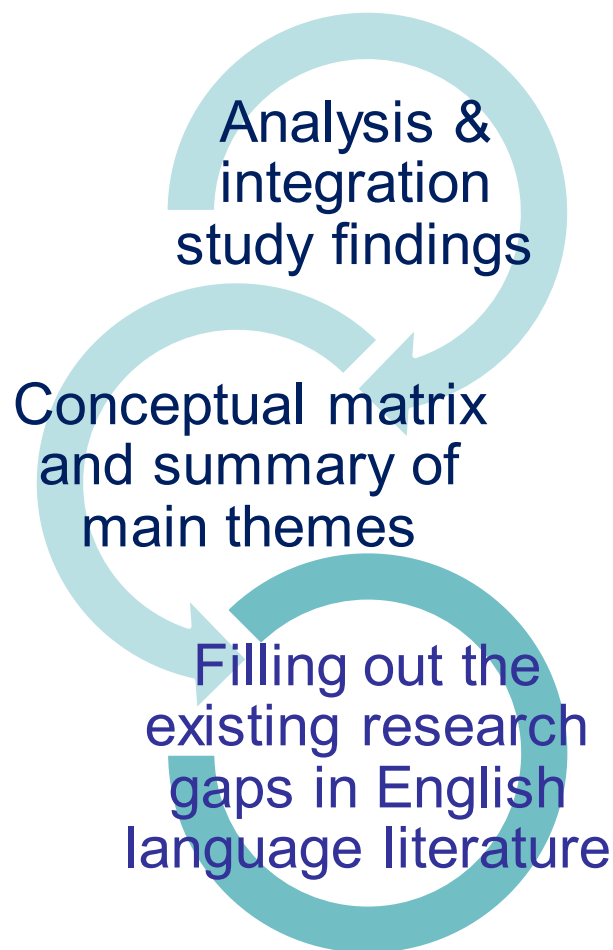 Analysis &
integration
study findings
Conceptual matrix
and summary of
main themes
Filling out the
existing research
gaps in English
language literature